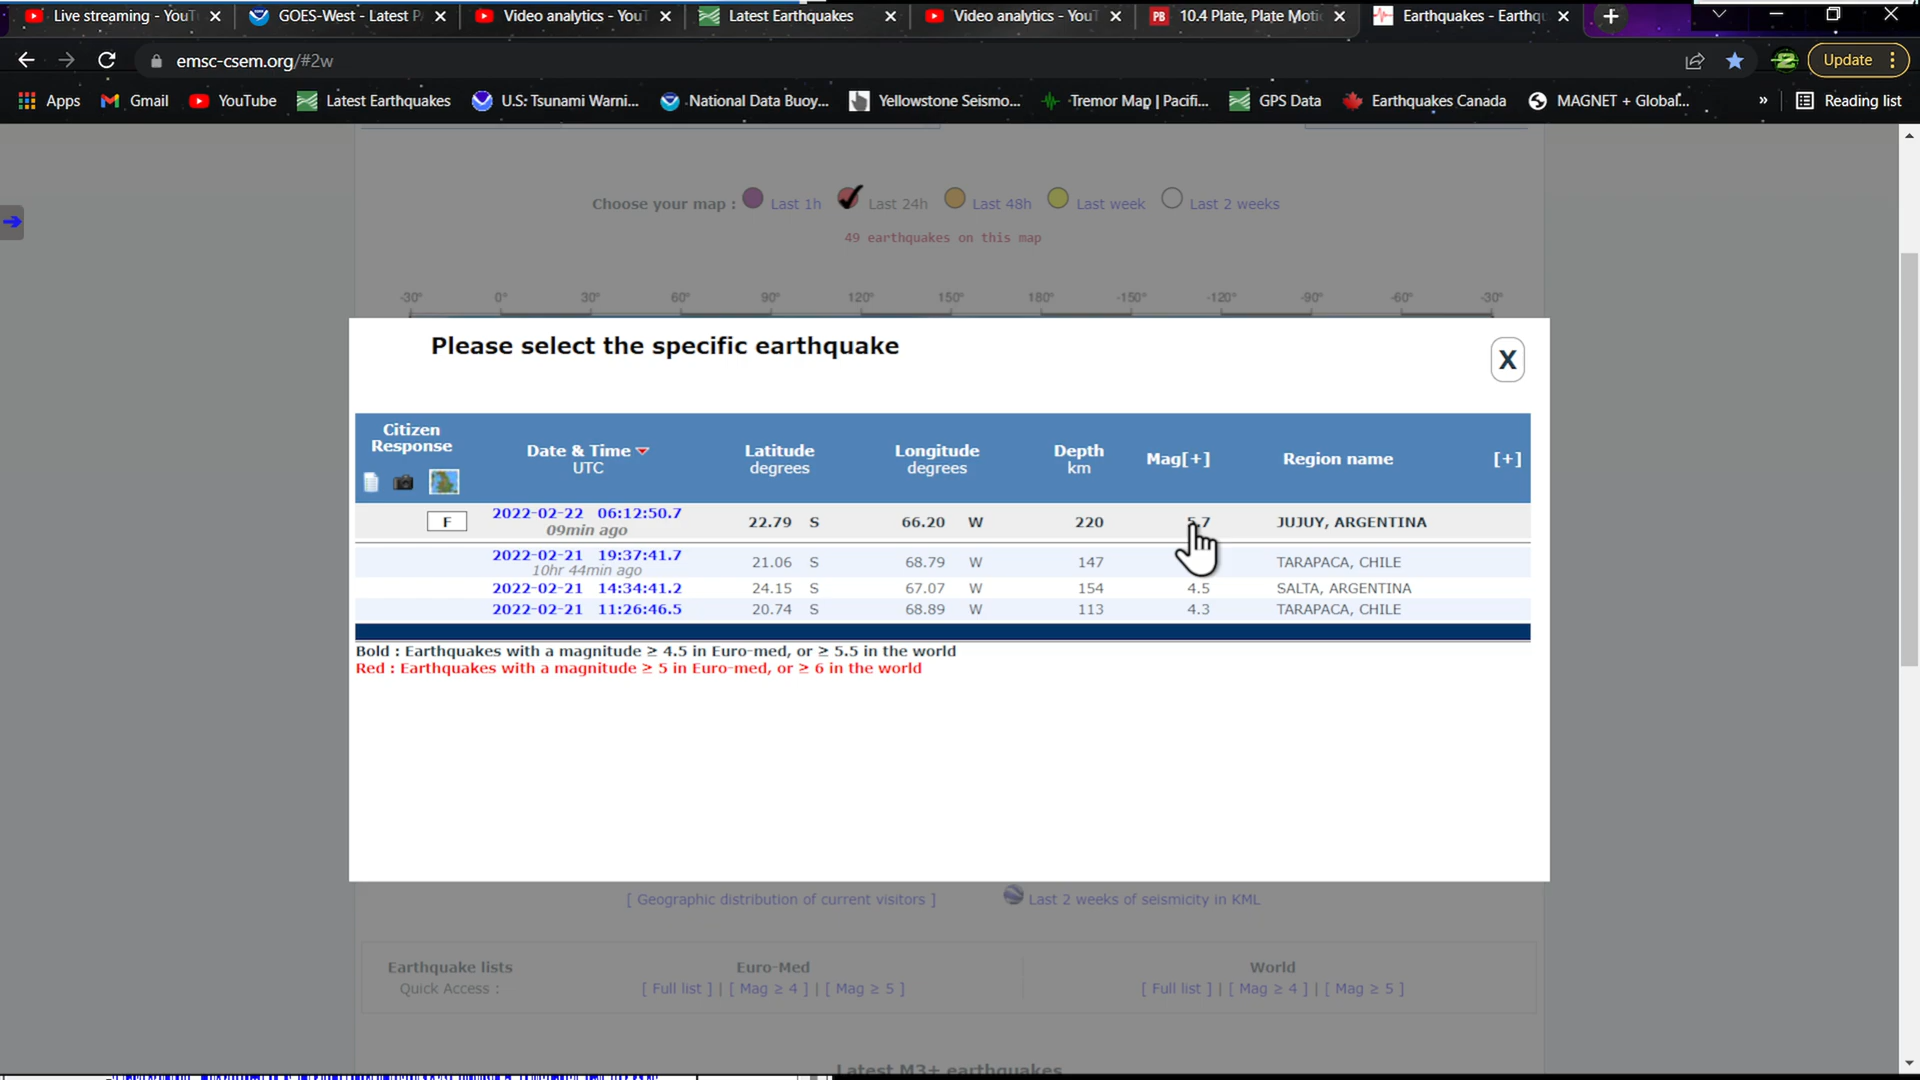 Live streaming - YouT
GOES-West - Latest P
Video analytics - YouT
Latest Earthquakes
Video analytics - YouT
10.4 Plate, Plate Moti
Earthquakes - Earthqu
emsc-csem.org/#2w
Update
Apps
Gmail
YouTube
Latest Earthquakes
U.S. Tsunami Warni...
National Data Buoy...
Yellowstone Seismo...
Tremor Map | Pacifi...
GPS Data
Earthquakes Canada
MAGNET + Global...
»
Reading list
Choose your map : Last 1h Last 24h Last 48h Last week Last 2 weeks
49 earthquakes on this map
-30° 0° 30° 60° 90° 120° 150° 180° -150° -120° -90° -60° -30°
Please select the specific earthquake
X
Citizen Response
Date & Time UTC
Latitude degrees
Longitude degrees
Depth km
Mag[+]
Region name
[+]
F 2022-02-22 06:12:50.7 22.79 S 66.20 W 220 5.7 JUJUY, ARGENTINA
09min ago
2022-02-21 19:37:41.7 21.06 S 68.79 W 147 TARAPACA, CHILE
10hr 44min ago
2022-02-21 14:34:41.2 24.15 S 67.07 W 154 4.5 SALTA, ARGENTINA
2022-02-21 11:26:46.5 20.74 S 68.89 W 113 4.3 TARAPACA, CHILE
Bold : Earthquakes with a magnitude ≥ 4.5 in Euro-med, or ≥ 5.5 in the world
Red : Earthquakes with a magnitude ≥ 5 in Euro-med, or ≥ 6 in the world
[ Geographic distribution of current visitors ]
Last 2 weeks of seismicity in KML
Earthquake lists
Quick Access :
Euro-Med
[ Full list ] | [ Mag ≥ 4 ] | [ Mag ≥ 5 ]
World
[ Full list ] | [ Mag ≥ 4 ] | [ Mag ≥ 5 ]
Latest M3+ earthquakes